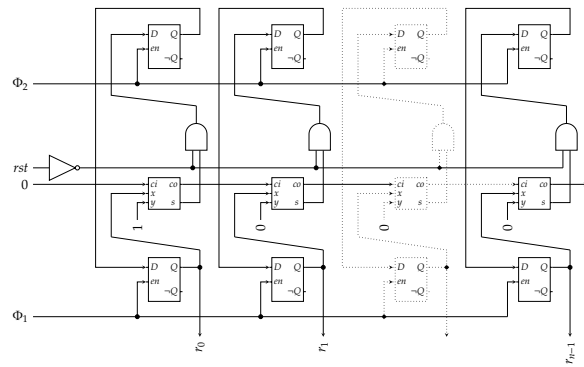 D Q D Q D Q D Q
en en en en
¬Q ¬Q ¬Q ¬Q
Φ2
rst
0
ci co ci co ci co ci co
x x x x
y s y s y s y s
1 0 0 0
D Q D Q D Q D Q
en en en en
¬Q ¬Q ¬Q ¬Q
Φ1
r0 r1 rn−1